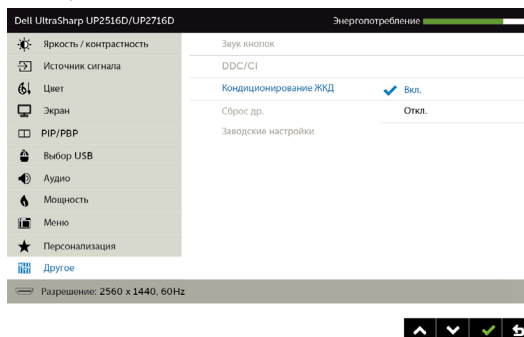 Dell UltraSharp UP2516D/UP2716D Энергопотребление
Яркость / контрастность Звук кнопок
Источник сигнала DDC/CI
Цвет Кондиционирование ЖКД Вкл.
Экран Сброс др. Откл.
PIP/PBP Заводские настройки
Выбор USB
Аудио
Мощность
Меню
Персонализация
Другое
Разрешение: 2560 x 1440, 60Hz